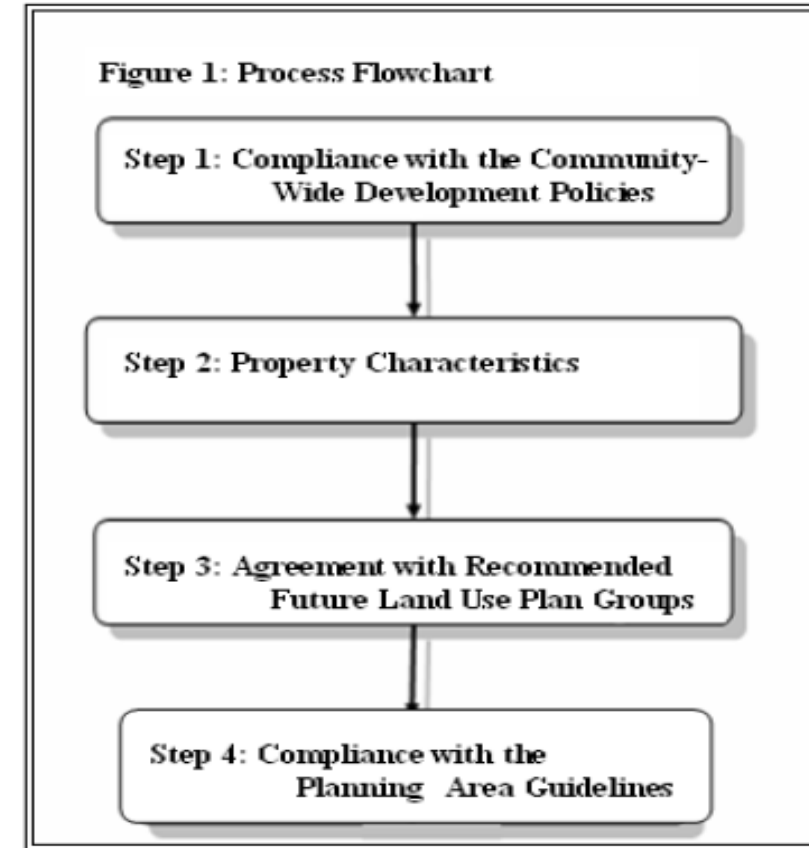 Figure 1: Process Flowchart
Step 1: Compliance with the Community-
Wide Development Policies
Step 2: Property Characteristics
Step 3: Agreement with Recommended
Future Land Use Plan Groups
Step 4: Compliance with the
Planning Area Guidelines